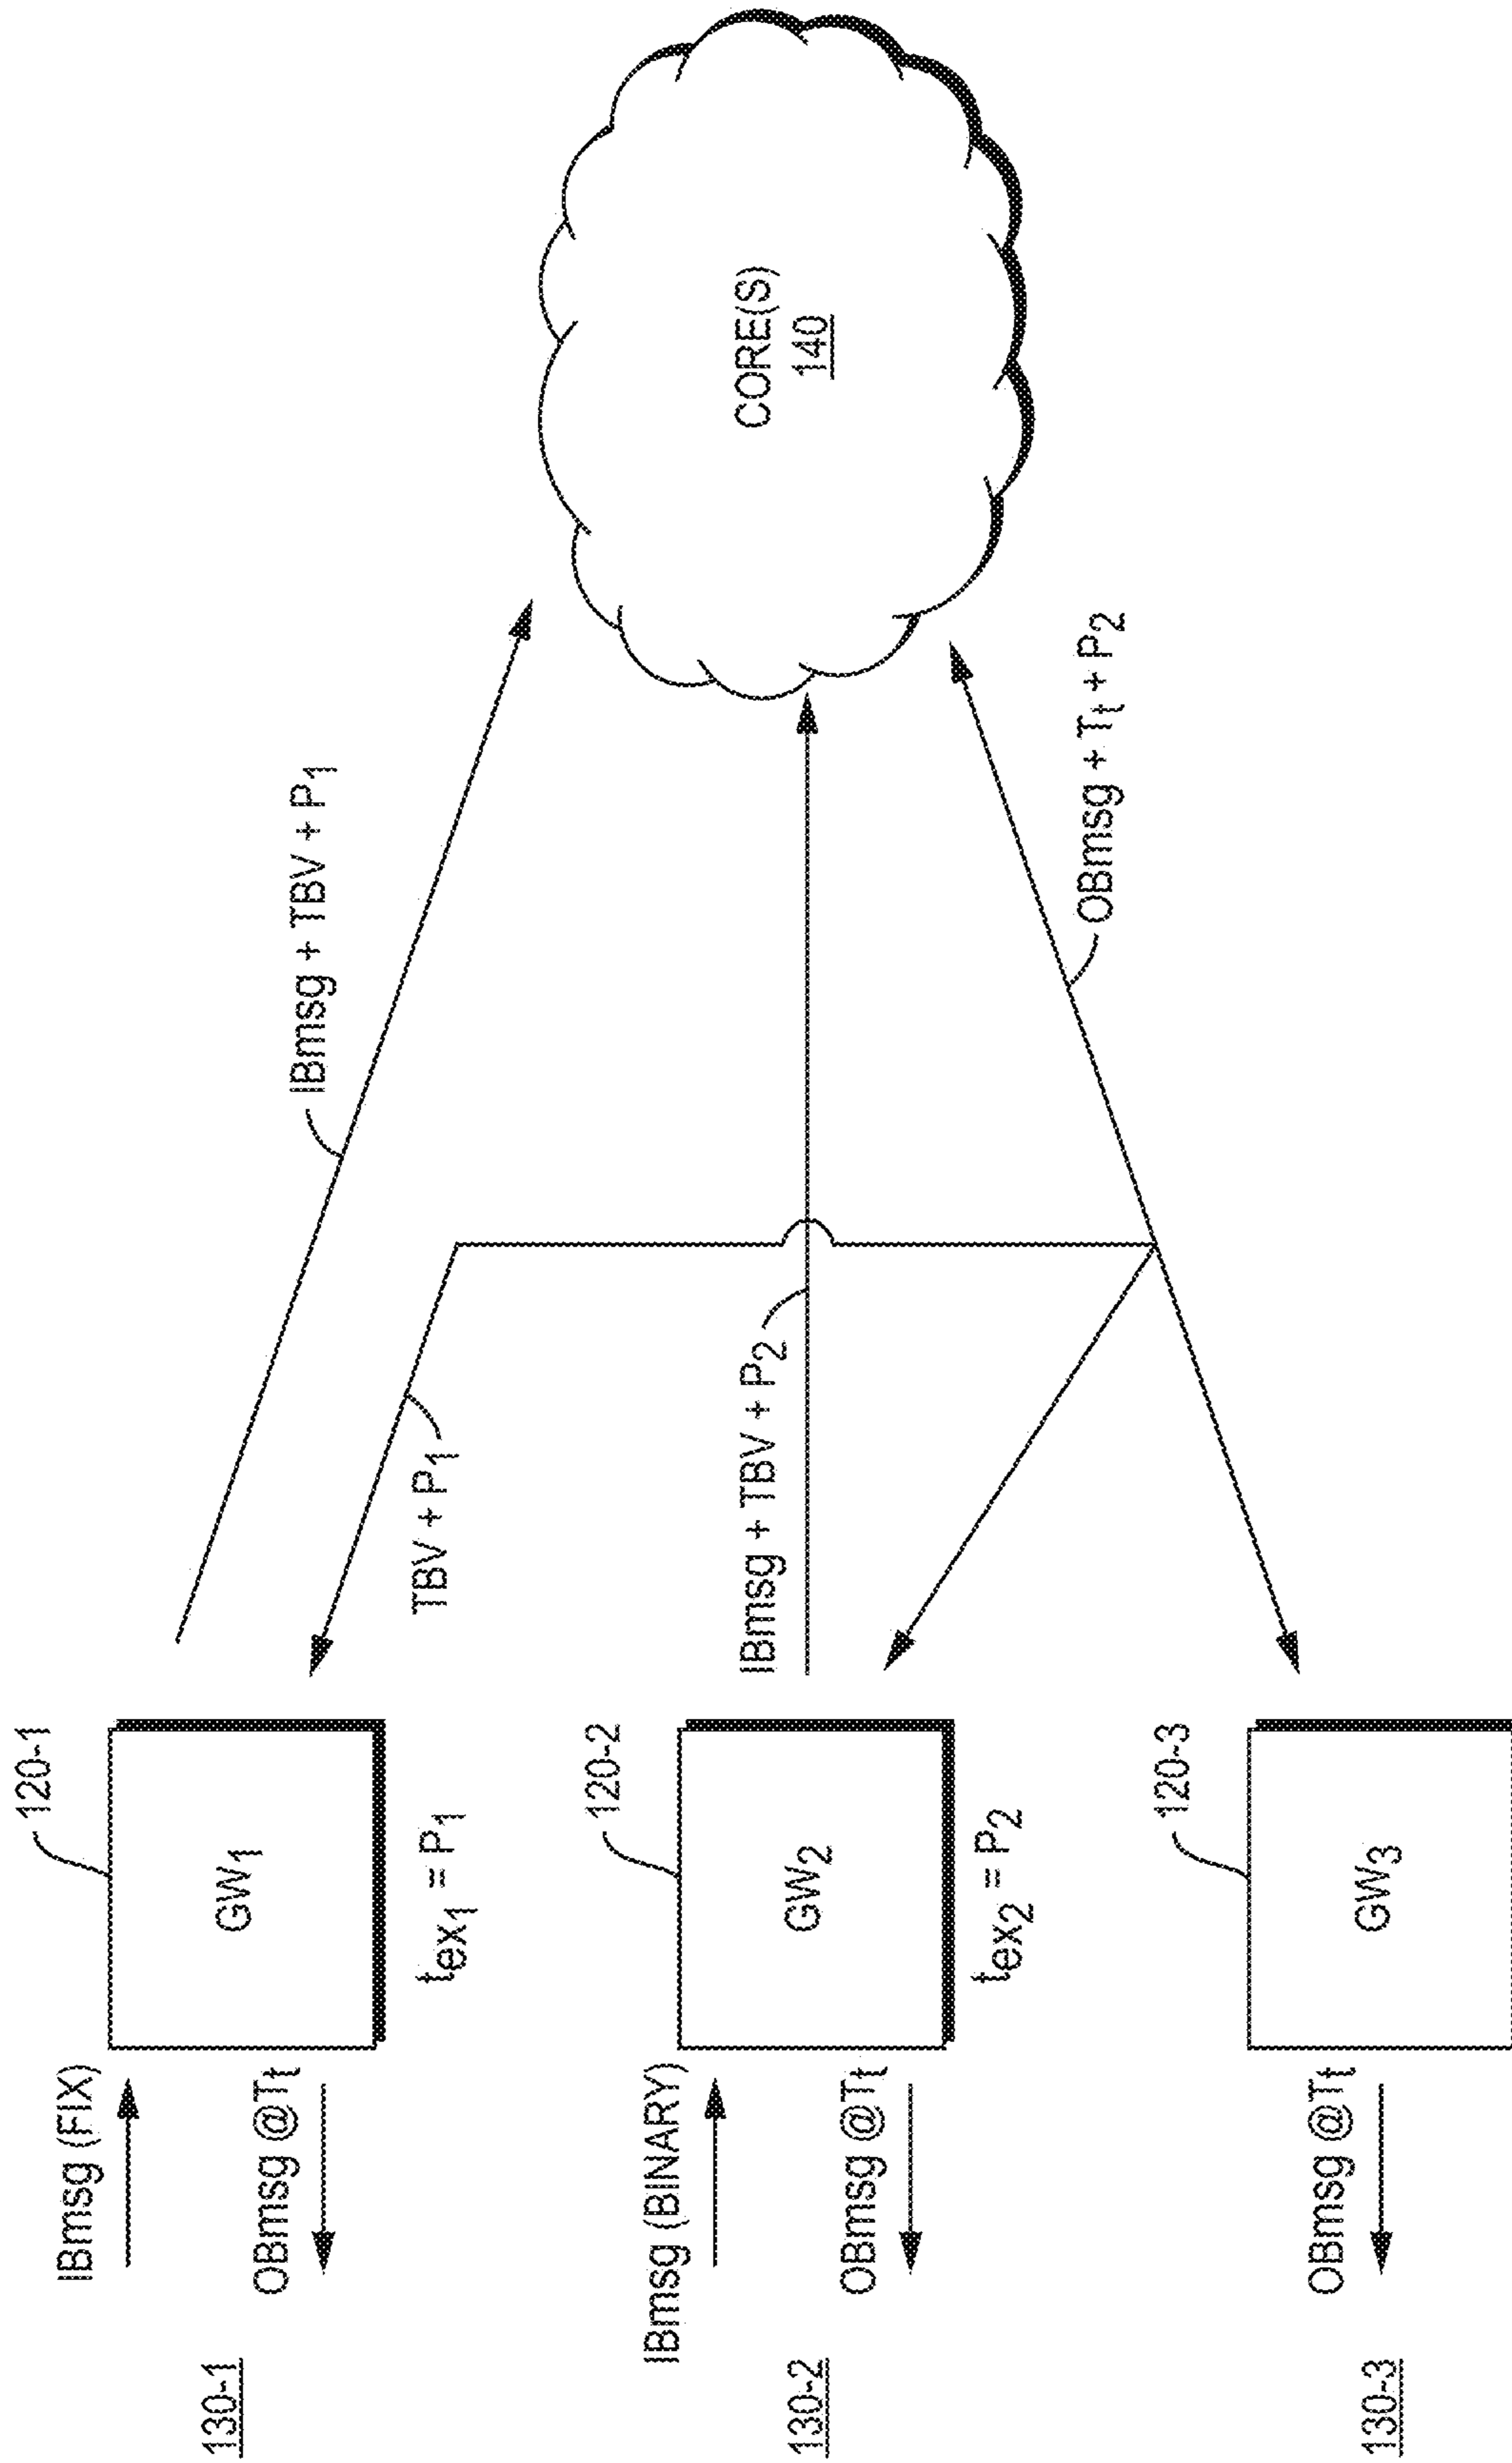 130-1
IBmsg (FIX)
OBmsg @Tt
120-1
GW1
tex1 = P1
IBmsg + TBV + P1
TBV + P1
130-2
IBmsg (BINARY)
OBmsg @Tt
120-2
GW2
tex2 = P2
IBmsg + TBV + P2
CORE(S)
140
130-3
OBmsg @Tt
120-3
GW3
OBmsg + Tt + P2